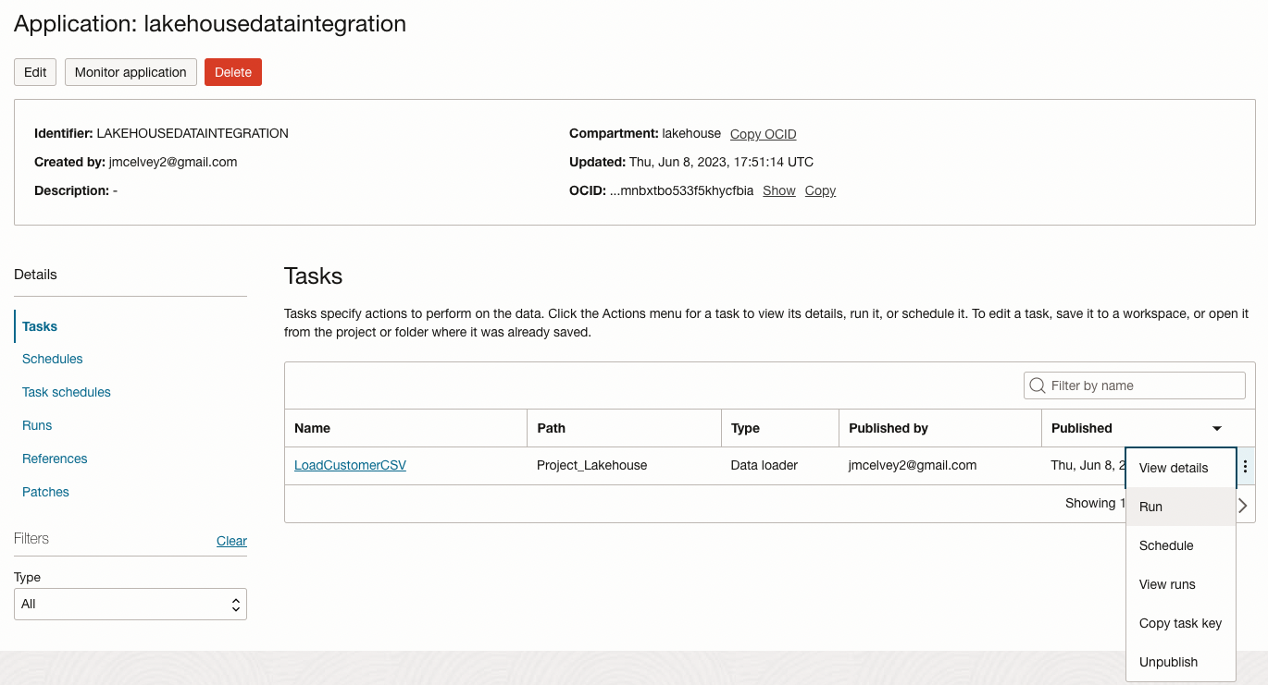 Application: lakehousedataintegration
Edit Monitor application Delete
Identifier: LAKEHOUSEDATAINTEGRATION
Created by: jmcelvey2@gmail.com
Description: -
Compartment: lakehouse Copy OCID
Updated: Thu, Jun 8, 2023, 17:51:14 UTC
OCID: ...mnbxtbo533f5khycfbia Show Copy
Details
Tasks
Schedules
Task schedules
Runs
References
Patches
Filters Clear
Type
All
Tasks
Tasks specify actions to perform on the data. Click the Actions menu for a task to view its details, run it, or schedule it. To edit a task, save it to a workspace, or open it
from the project or folder where it was already saved.
Filter by name
Name Path Type Published by Published
LoadCustomerCSV Project_Lakehouse Data loader jmcelvey2@gmail.com Thu, Jun 8, 2
Showing 1
View details
Run
Schedule
View runs
Copy task key
Unpublish